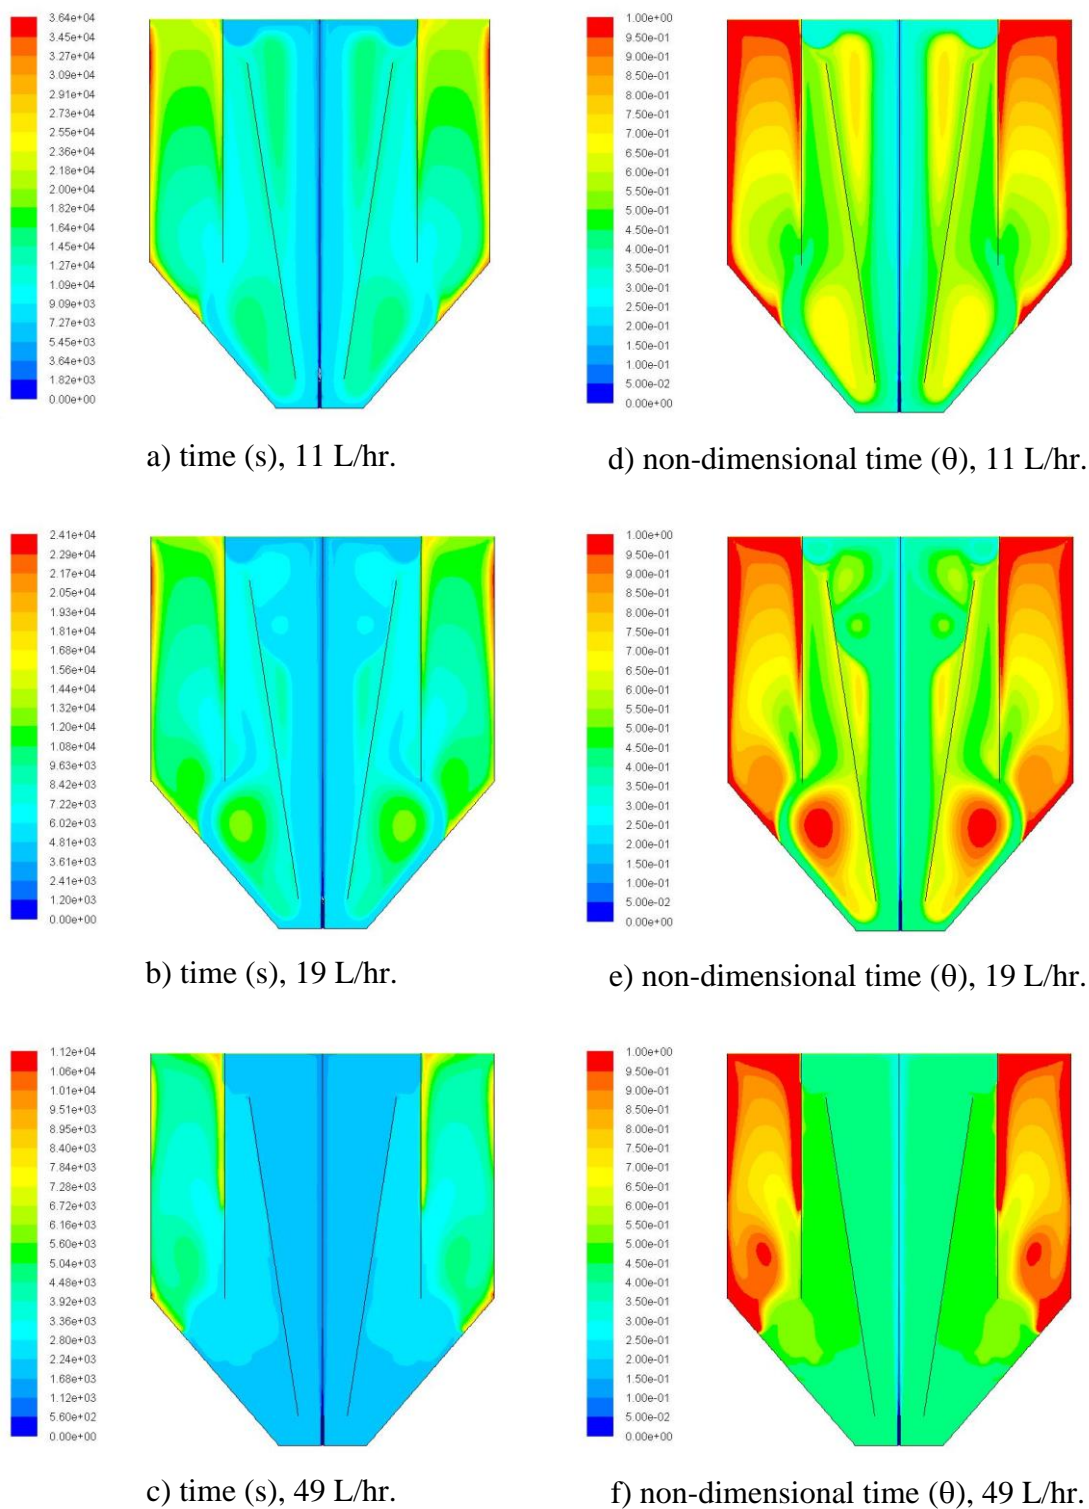 3.64e+04
3.45e+04
3.27e+04
3.09e+04
2.91e+04
2.73e+04
2.55e+04
2.36e+04
2.18e+04
2.00e+04
1.82e+04
1.64e+04
1.45e+04
1.27e+04
1.09e+04
9.09e+03
7.27e+03
5.45e+03
3.64e+03
1.82e+03
0.00e+00
a) time (s), 11 L/hr.
1.00e+00
9.50e-01
9.00e-01
8.50e-01
8.00e-01
7.50e-01
7.00e-01
6.50e-01
6.00e-01
5.50e-01
5.00e-01
4.50e-01
4.00e-01
3.50e-01
3.00e-01
2.50e-01
2.00e-01
1.50e-01
1.00e-01
5.00e-02
0.00e+00
d) non-dimensional time (θ), 11 L/hr.
2.41e+04
2.29e+04
2.17e+04
2.05e+04
1.93e+04
1.81e+04
1.68e+04
1.56e+04
1.44e+04
1.32e+04
1.20e+04
1.08e+04
9.63e+03
8.42e+03
7.22e+03
6.02e+03
4.81e+03
3.61e+03
2.41e+03
1.20e+03
0.00e+00
b) time (s), 19 L/hr.
1.00e+00
9.50e-01
9.00e-01
8.50e-01
8.00e-01
7.50e-01
7.00e-01
6.50e-01
6.00e-01
5.50e-01
5.00e-01
4.50e-01
4.00e-01
3.50e-01
3.00e-01
2.50e-01
2.00e-01
1.50e-01
1.00e-01
5.00e-02
0.00e+00
e) non-dimensional time (θ), 19 L/hr.
1.12e+04
1.06e+04
1.01e+04
9.51e+03
8.95e+03
8.40e+03
7.84e+03
7.28e+03
6.72e+03
6.16e+03
5.60e+03
5.04e+03
4.48e+03
3.92e+03
3.36e+03
2.80e+03
2.24e+03
1.68e+03
1.12e+03
5.60e+02
0.00e+00
c) time (s), 49 L/hr.
1.00e+00
9.50e-01
9.00e-01
8.50e-01
8.00e-01
7.50e-01
7.00e-01
6.50e-01
6.00e-01
5.50e-01
5.00e-01
4.50e-01
4.00e-01
3.50e-01
3.00e-01
2.50e-01
2.00e-01
1.50e-01
1.00e-01
5.00e-02
0.00e+00
f) non-dimensional time (θ), 49 L/hr.